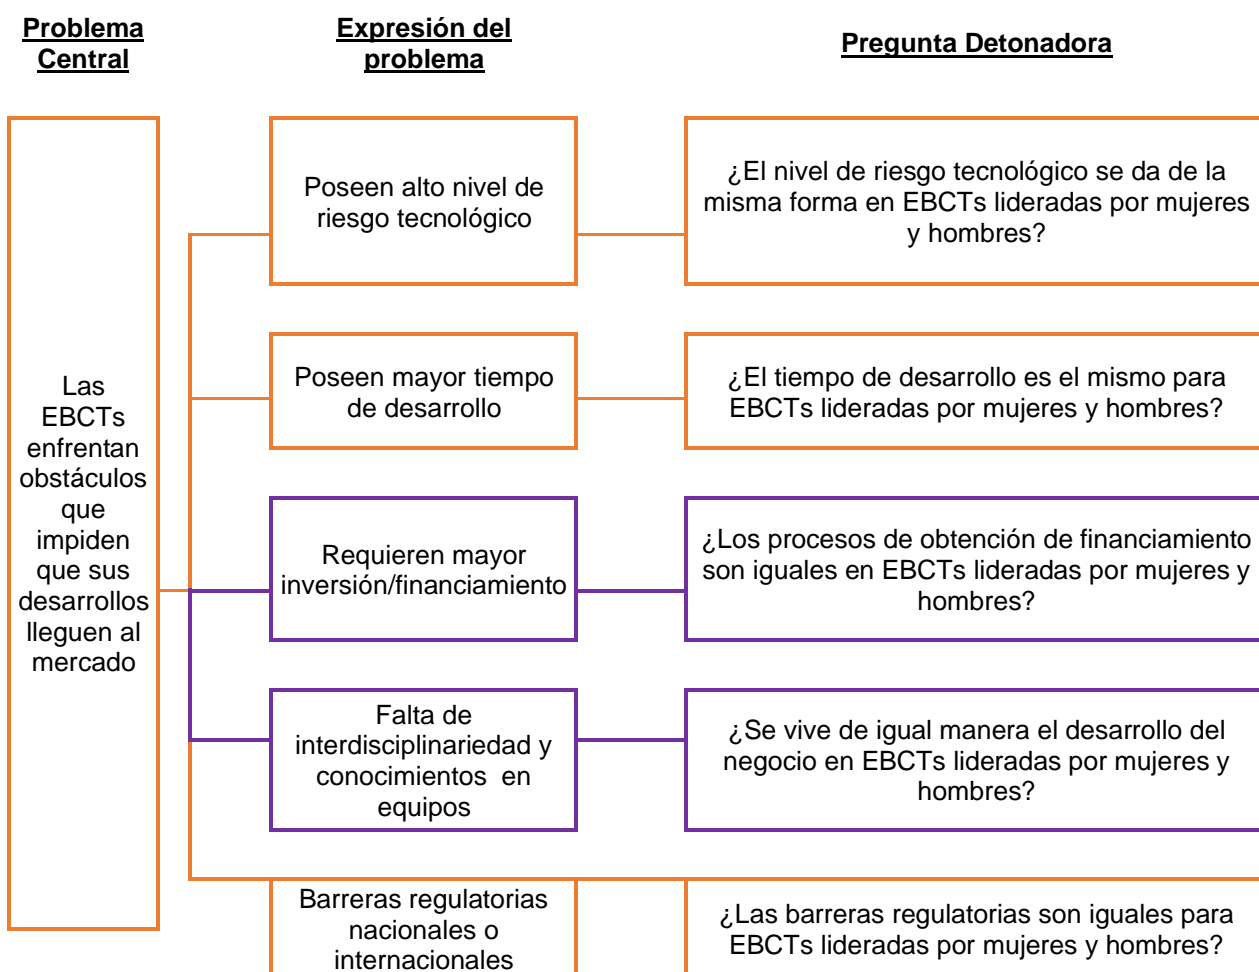 Problema
Central
Expresión del
problema
Pregunta Detonadora
Las
EBCTs
enfrentan
obstáculos
que
impiden
que sus
desarrollos
lleguen al
mercado
Poseen alto nivel de
riesgo tecnológico
¿El nivel de riesgo tecnológico se da de la
misma forma en EBCTs lideradas por mujeres
y hombres?
Poseen mayor tiempo
de desarrollo
¿El tiempo de desarrollo es el mismo para
EBCTs lideradas por mujeres y hombres?
Requieren mayor
inversión/financiamiento
¿Los procesos de obtención de financiamiento
son iguales en EBCTs lideradas por mujeres y
hombres?
Falta de
interdisciplinariedad y
conocimientos  en
equipos
¿Se vive de igual manera el desarrollo del
negocio en EBCTs lideradas por mujeres y
hombres?
Barreras regulatorias
nacionales o
internacionales
¿Las barreras regulatorias son iguales para
EBCTs lideradas por mujeres y hombres?